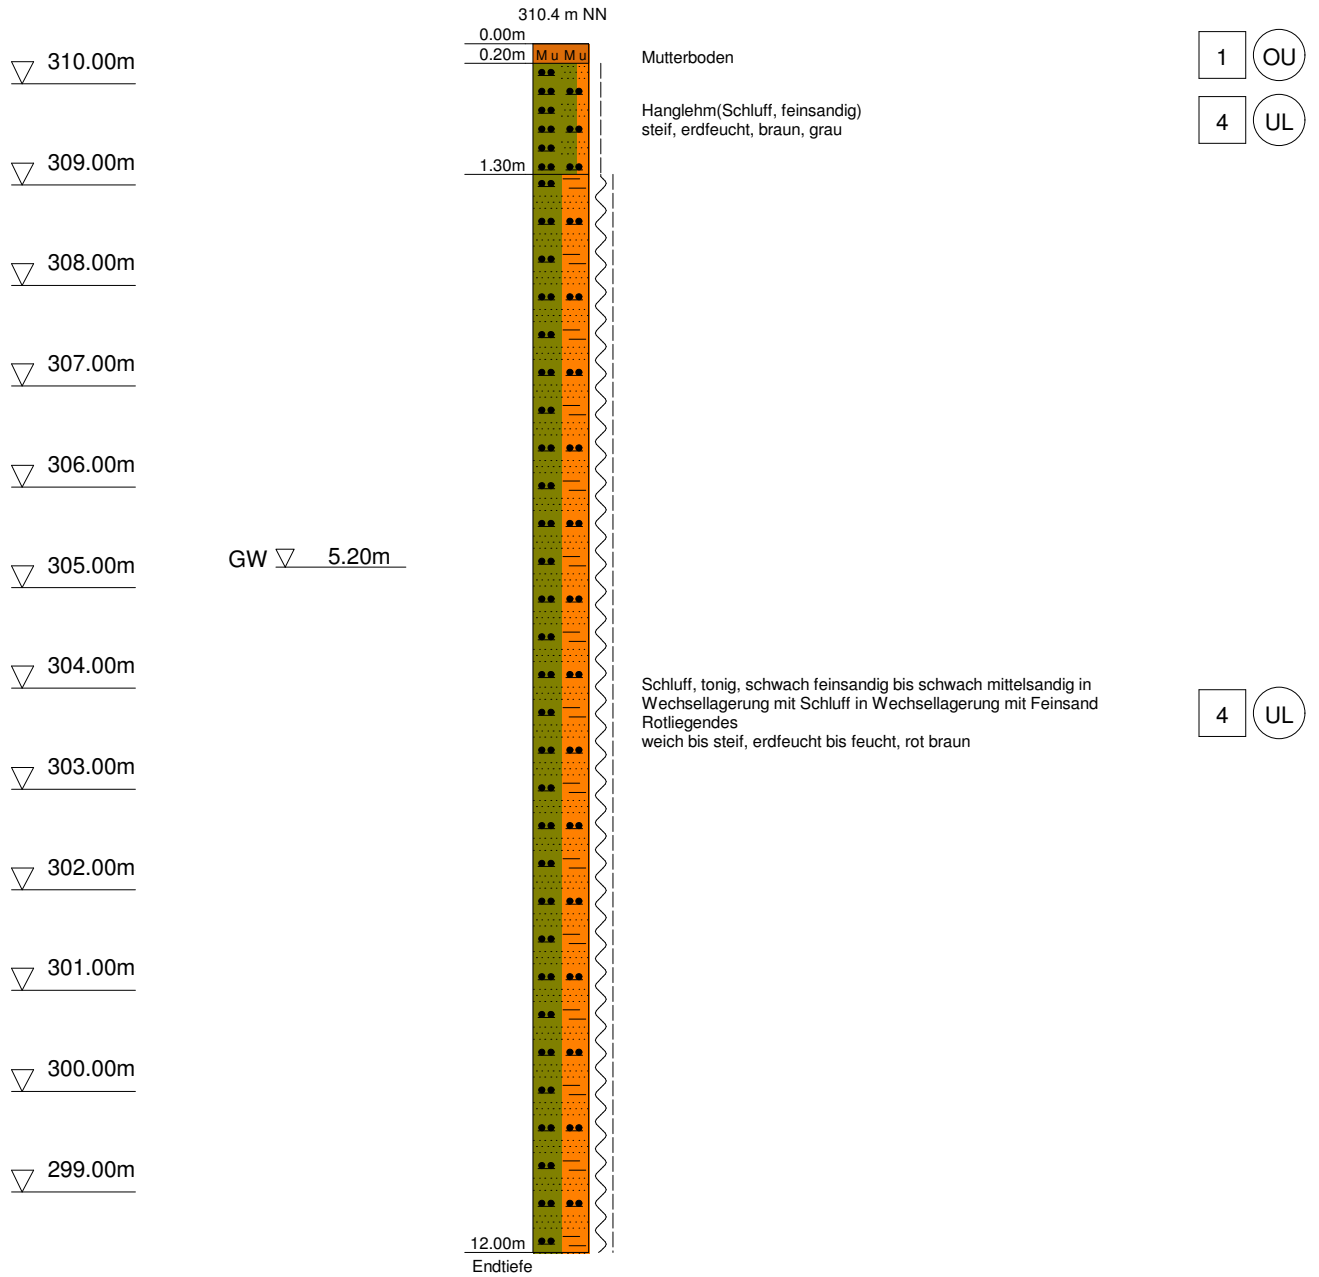 310.4 m NN
0.00m
310.00m
0.20m
M u M u
Mutterboden
1
OU
Hanglehm(Schluff, feinsandig)
steif, erdfeucht, braun, grau
4
UL
309.00m
1.30m
308.00m
307.00m
306.00m
GW
5.20m
305.00m
304.00m
Schluff, tonig, schwach feinsandig bis schwach mittelsandig in
Wechsellagerung mit Schluff in Wechsellagerung mit Feinsand
Rotliegendes
weich bis steif, erdfeucht bis feucht, rot braun
4
UL
303.00m
302.00m
301.00m
300.00m
299.00m
12.00m
Endtiefe